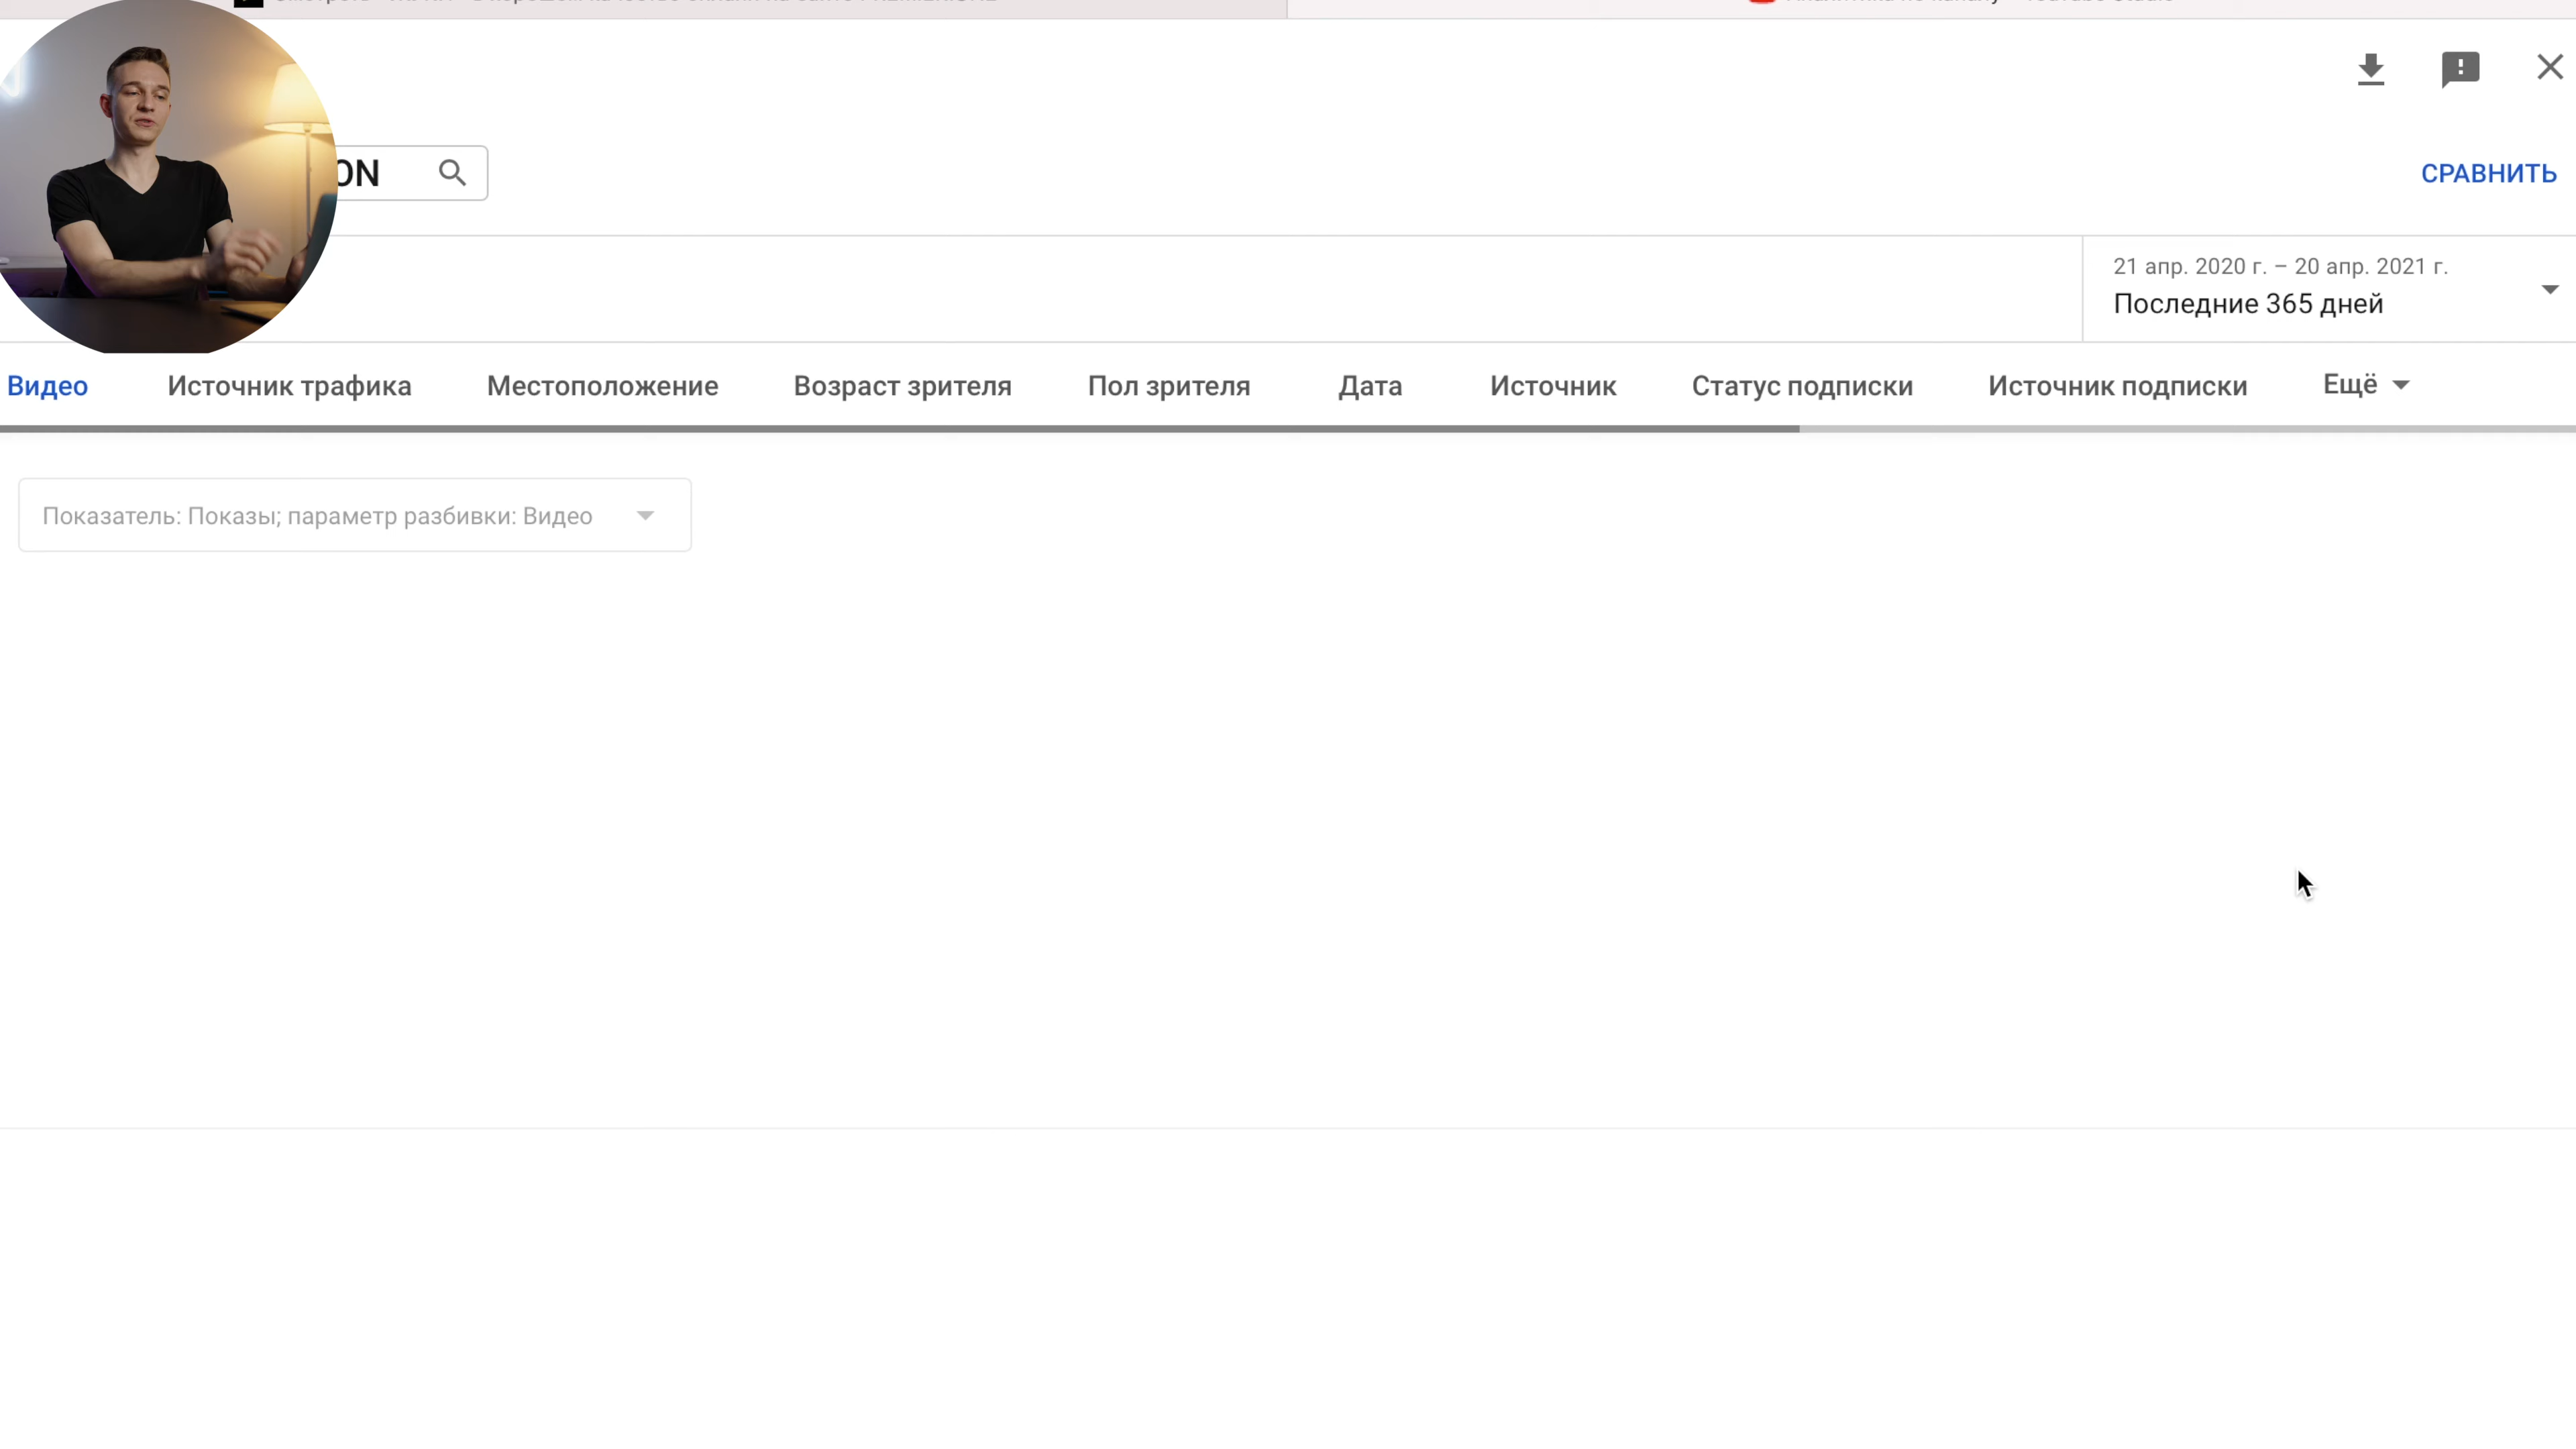 ON
СРАВНИТЬ
21 апр. 2020 г. – 20 апр. 2021 г.
Последние 365 дней
Видео Источник трафика Местоположение Возраст зрителя Пол зрителя Дата Источник Статус подписки Источник подписки Ещё
Показатель: Показы; параметр разбивки: Видео